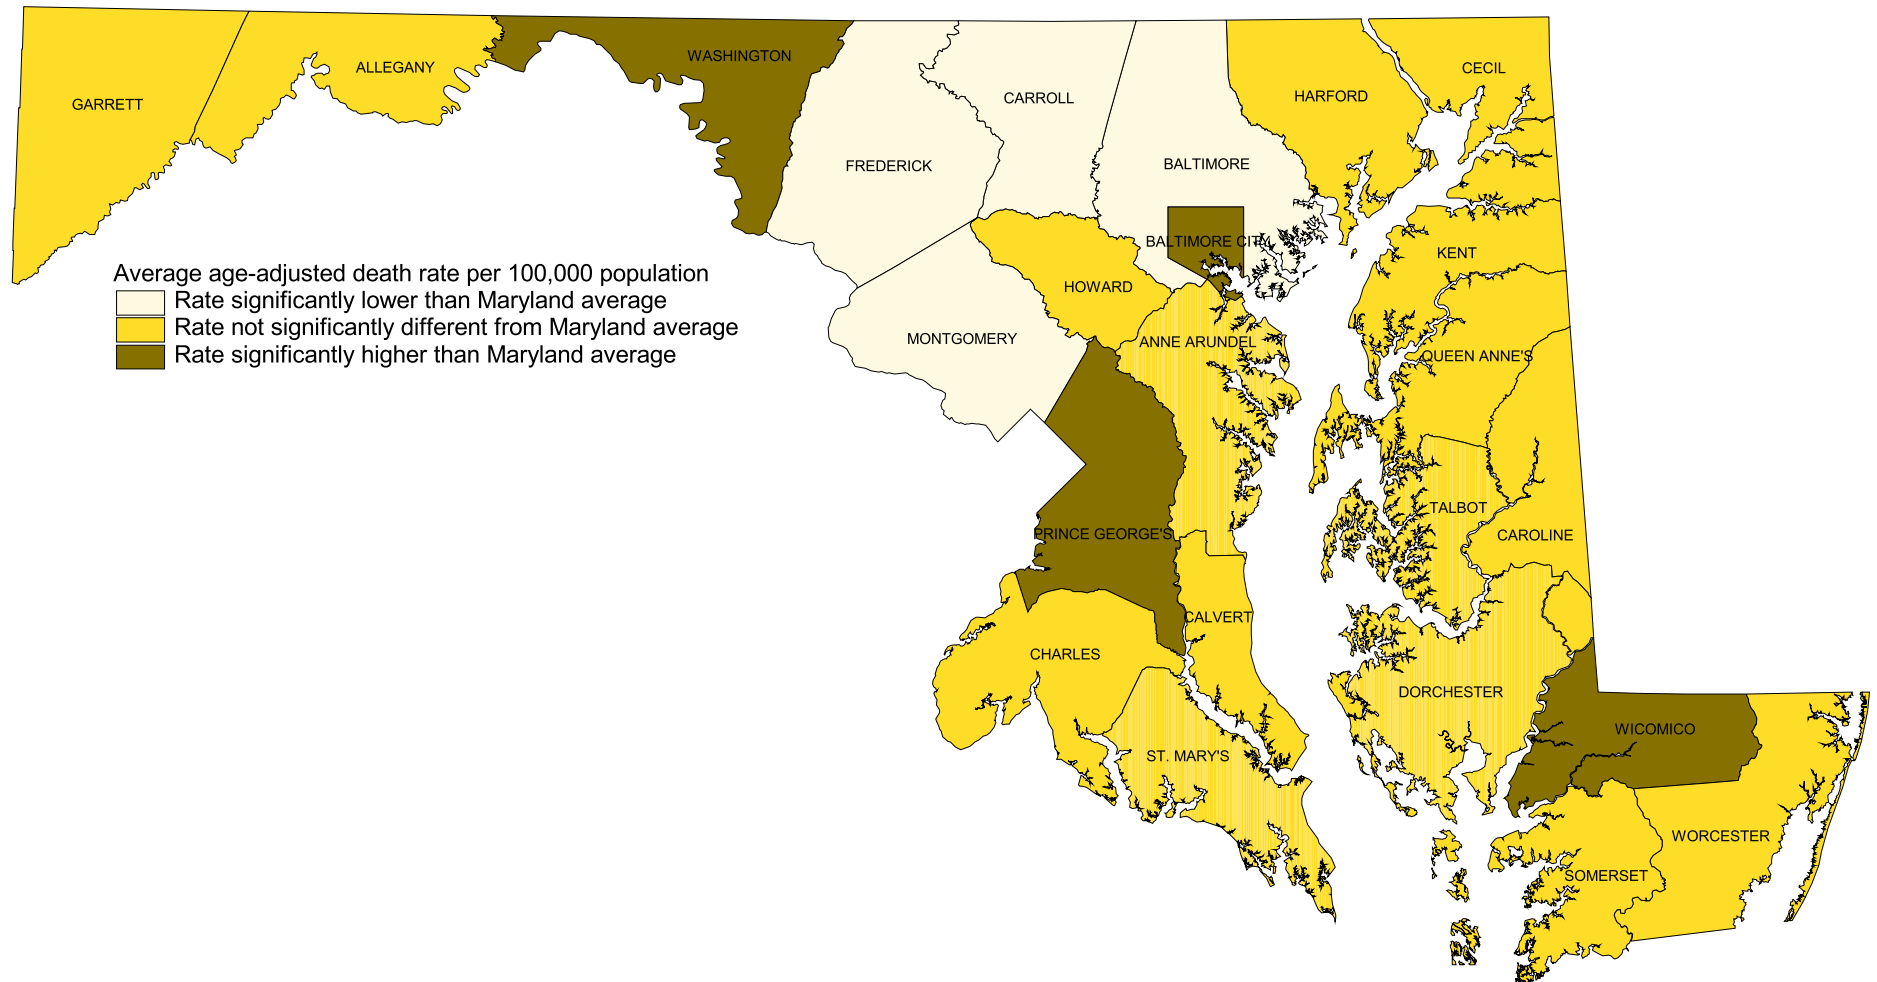 WASHINGTON
ALLEGANY
CECIL
GARRETT
CARROLL
HARFORD
FREDERICK
BALTIMORE
BALTIMORE CITY
KENT
Average age-adjusted death rate per 100,000 population
Rate significantly lower than Maryland average
Rate not significantly different from Maryland average
Rate significantly higher than Maryland average
HOWARD
MONTGOMERY
ANNE ARUNDEL
QUEEN ANNE'S
TALBOT
PRINCE GEORGE'S
CAROLINE
CALVERT
CHARLES
DORCHESTER
WICOMICO
ST. MARY'S
WORCESTER
SOMERSET